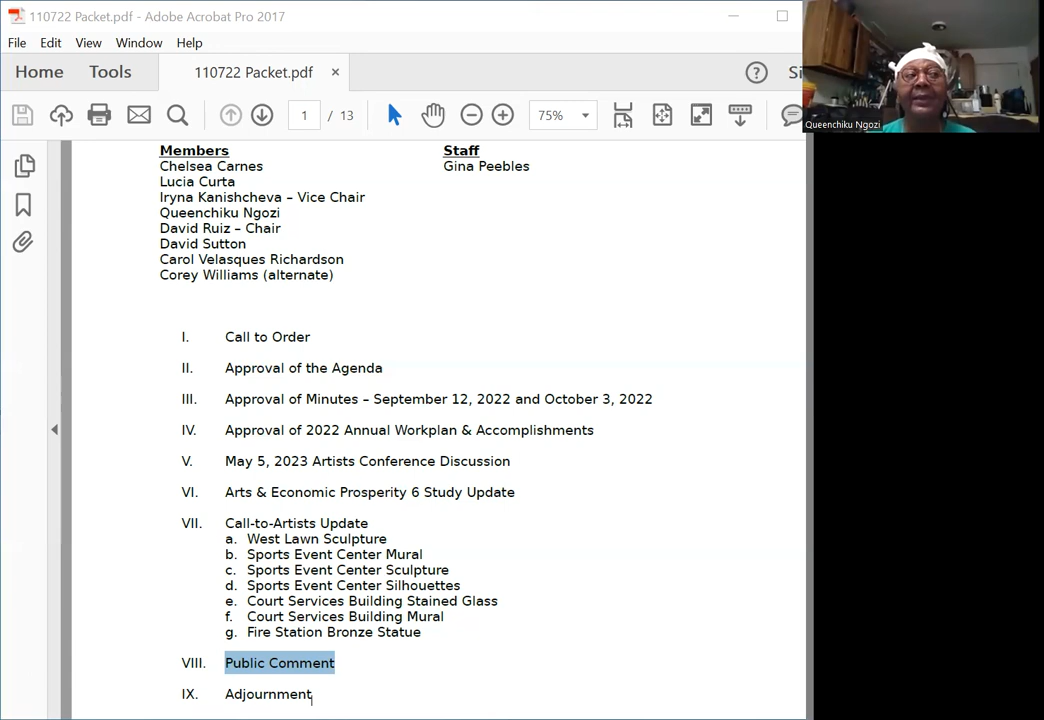 110722 Packet.pdf - Adobe Acrobat Pro 2017
File Edit View Window Help
Home Tools 110722 Packet.pdf × ? Si
1 / 13 75%
Queenchiku Ngozi
Members Staff
Chelsea Carnes Gina Peebles
Lucia Curta
Iryna Kanishcheva – Vice Chair
Queenchiku Ngozi
David Ruiz – Chair
David Sutton
Carol Velasques Richardson
Corey Williams (alternate)
I. Call to Order
II. Approval of the Agenda
III. Approval of Minutes – September 12, 2022 and October 3, 2022
IV. Approval of 2022 Annual Workplan & Accomplishments
V. May 5, 2023 Artists Conference Discussion
VI. Arts & Economic Prosperity 6 Study Update
VII. Call-to-Artists Update
a. West Lawn Sculpture
b. Sports Event Center Mural
c. Sports Event Center Sculpture
d. Sports Event Center Silhouettes
e. Court Services Building Stained Glass
f. Court Services Building Mural
g. Fire Station Bronze Statue
VIII. Public Comment
IX. Adjournment